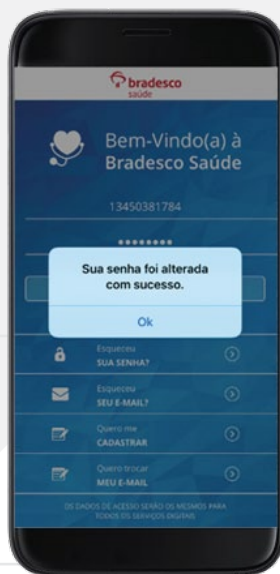 bradesco
saúde
Bem-Vindo(a) à
Bradesco Saúde
13450381784
Sua senha foi alterada
com sucesso.
Ok
Esqueceu
SUA SENHA?
Esqueceu
SEU E-MAIL?
Quero me
CADASTRAR
Quero trocar
MEU E-MAIL
OS DADOS DE ACESSO SERÃO OS MESMOS PARA
TODOS OS SERVIÇOS DIGITAIS